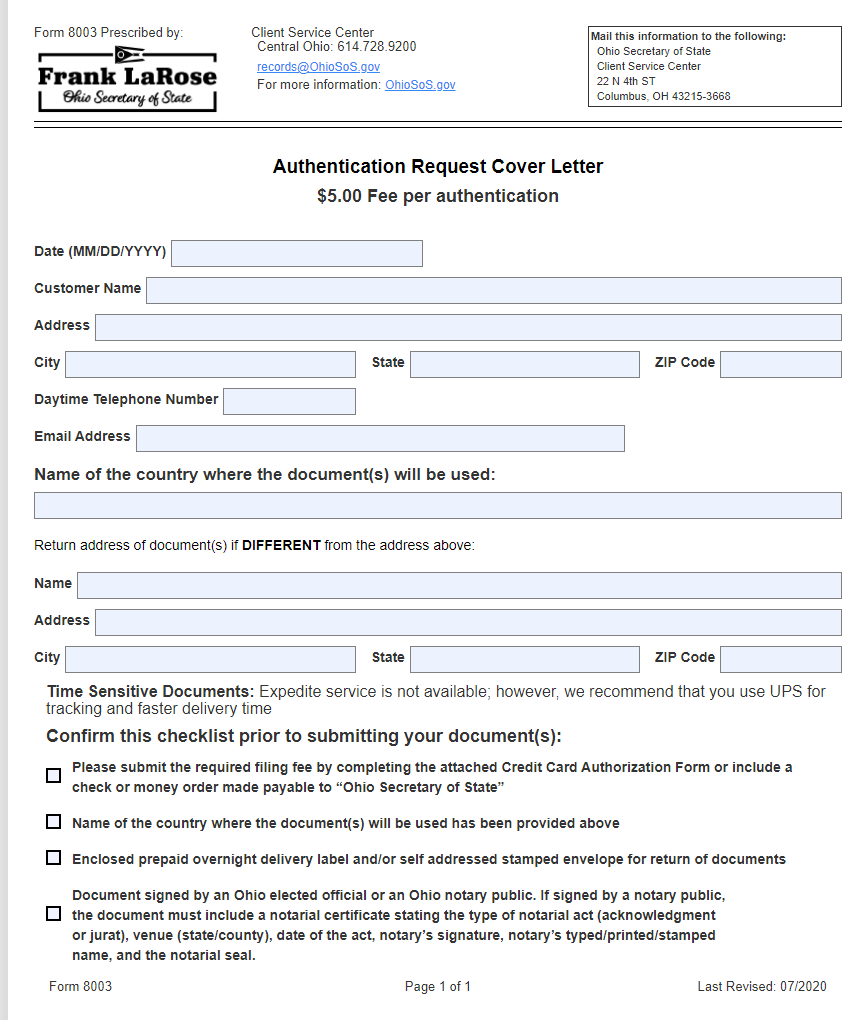 Form 8003 Prescribed by:
Frank LaRose
Ohio Secretary of State
Client Service Center
Central Ohio: 614.728.9200
records@OhioSoS.gov
For more information: OhioSoS.gov
Mail this information to the following:
Ohio Secretary of State
Client Service Center
22 N 4th ST
Columbus, OH 43215-3668
Authentication Request Cover Letter
$5.00 Fee per authentication
Date (MM/DD/YYYY)
Customer Name
Address
City State ZIP Code
Daytime Telephone Number
Email Address
Name of the country where the document(s) will be used:
Return address of document(s) if DIFFERENT from the address above:
Name
Address
City State ZIP Code
Time Sensitive Documents: Expedite service is not available; however, we recommend that you use UPS for
tracking and faster delivery time
Confirm this checklist prior to submitting your document(s):
Please submit the required filing fee by completing the attached Credit Card Authorization Form or include a
check or money order made payable to “Ohio Secretary of State”
Name of the country where the document(s) will be used has been provided above
Enclosed prepaid overnight delivery label and/or self addressed stamped envelope for return of documents
Document signed by an Ohio elected official or an Ohio notary public. If signed by a notary public,
the document must include a notarial certificate stating the type of notarial act (acknowledgment
or jurat), venue (state/county), date of the act, notary’s signature, notary’s typed/printed/stamped
name, and the notarial seal.
Form 8003 Page 1 of 1 Last Revised: 07/2020